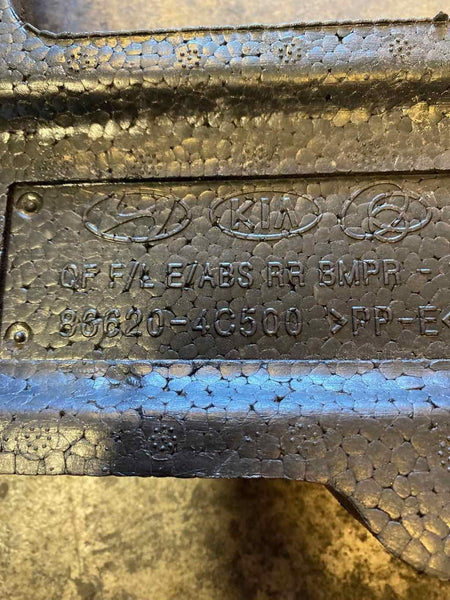 KIA
QF F/L E/ABS RR BMPR -
86620-4C500 >PP-E<